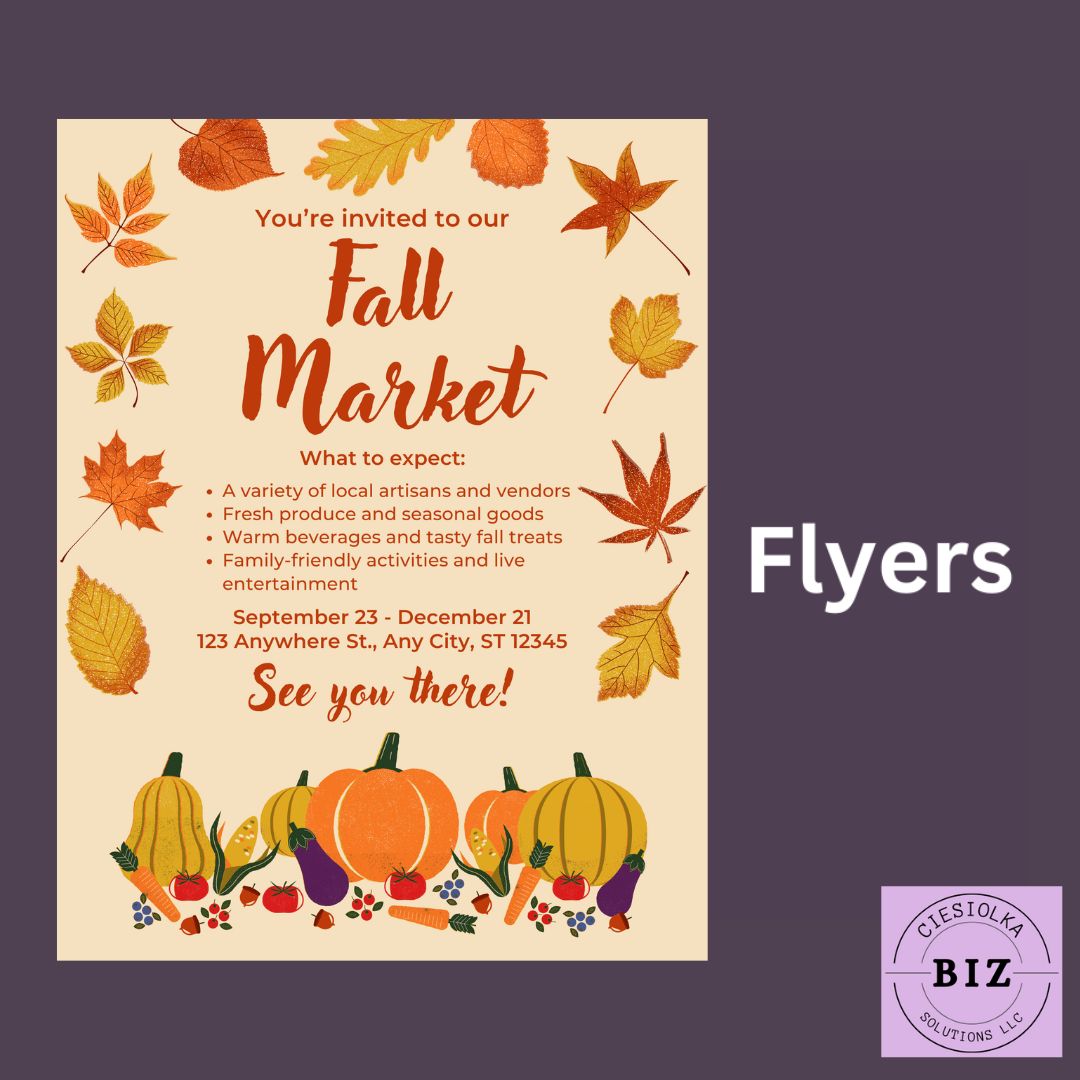 You're invited to our
Fall
Market
What to expect:
• A variety of local artisans and vendors
• Fresh produce and seasonal goods
• Warm beverages and tasty fall treats
• Family-friendly activities and live
entertainment
September 23 - December 21
123 Anywhere St., Any City, ST 12345
See you there!
Flyers
CIESIOLKA
BIZ
SOLUTIONS LLC